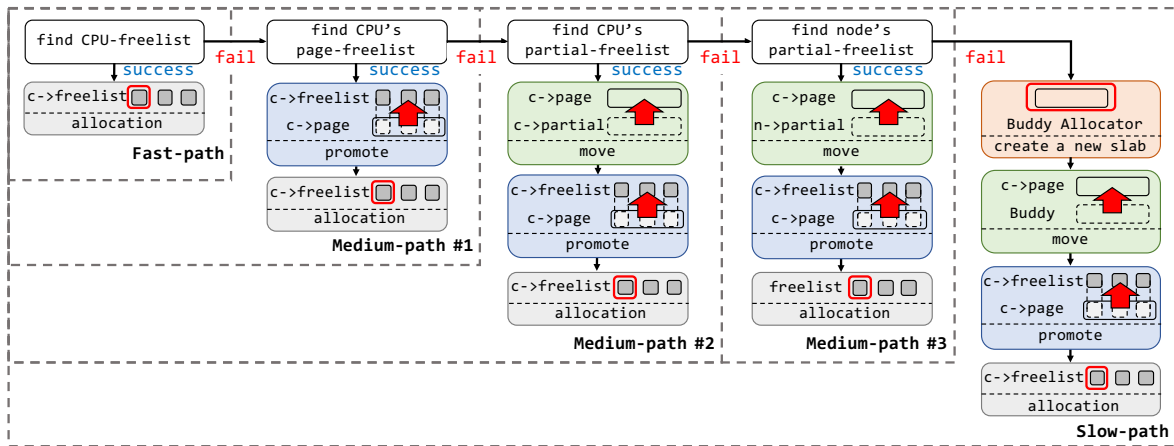 find CPU-freelist
success
fail
c->freelist
allocation
Fast-path
find CPU's
page-freelist
success
fail
c->freelist
c->page
promote
c->freelist
allocation
Medium-path #1
find CPU's
partial-freelist
success
fail
c->page
c->partial
move
c->freelist
c->page
promote
c->freelist
allocation
Medium-path #2
find node's
partial-freelist
success
fail
c->page
n->partial
move
c->freelist
c->page
promote
freelist
allocation
Medium-path #3
Buddy Allocator
create a new slab
c->page
Buddy
move
c->freelist
c->page
promote
c->freelist
allocation
Slow-path